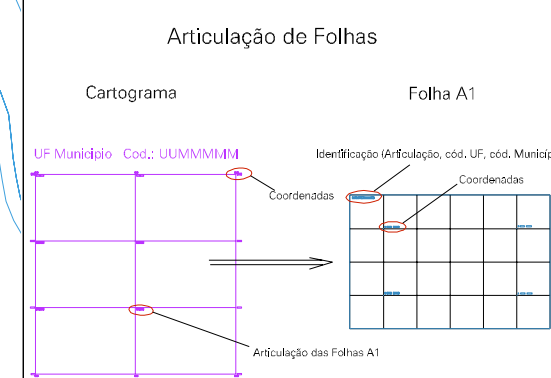 Articulação de Folhas
Cartograma
Folha A1
UF Municipio Cod.: UUMMMMM
Identificação (Articulação, cód. UF, cód. Municíp
Coordenadas
Coordenadas
Articulação das Folhas A1